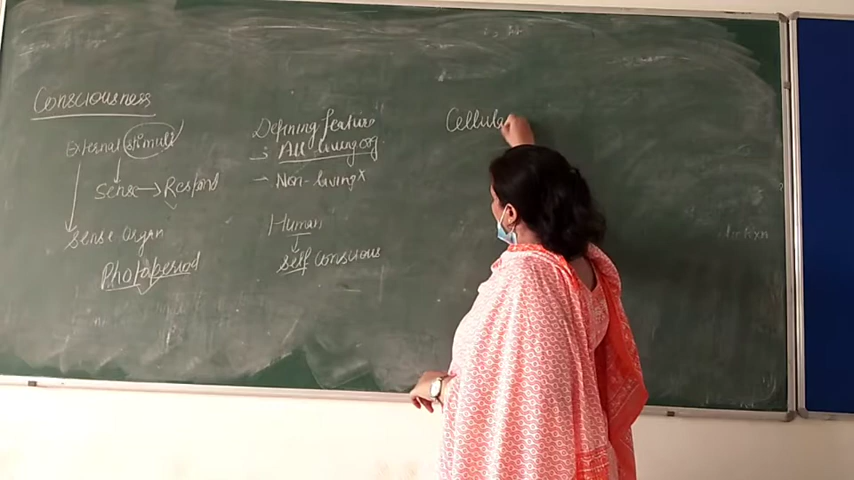 Consciousness
External stimuli
Sense → Respond
Sense Organ
Photoperiod
Defining feature
→ All living org
→ Non-living x
Human
self conscious
Cellula